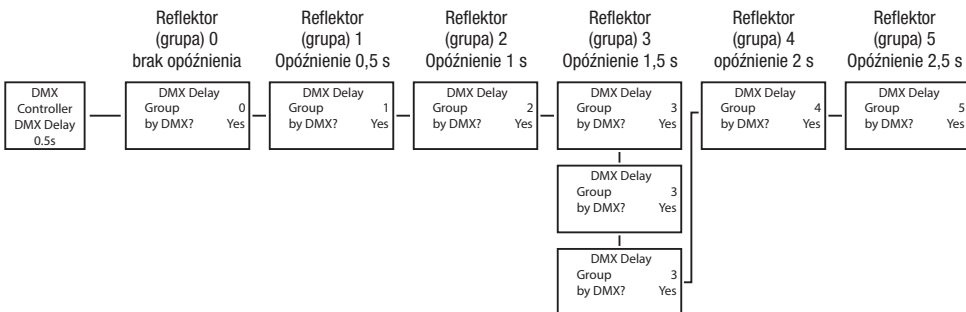 Reflektor
(grupa) 0
brak opóźnienia
Reflektor
(grupa) 1
Opóźnienie 0,5 s
Reflektor
(grupa) 2
Opóźnienie 1 s
Reflektor
(grupa) 3
Opóźnienie 1,5 s
Reflektor
(grupa) 4
opóźnienie 2 s
Reflektor
(grupa) 5
Opóźnienie 2,5 s
DMX
Controller
DMX Delay
0.5s
DMX Delay
Group 0
by DMX? Yes
DMX Delay
Group 1
by DMX? Yes
DMX Delay
Group 2
by DMX? Yes
DMX Delay
Group 3
by DMX? Yes
DMX Delay
Group 3
by DMX? Yes
DMX Delay
Group 3
by DMX? Yes
DMX Delay
Group 4
by DMX? Yes
DMX Delay
Group 5
by DMX? Yes